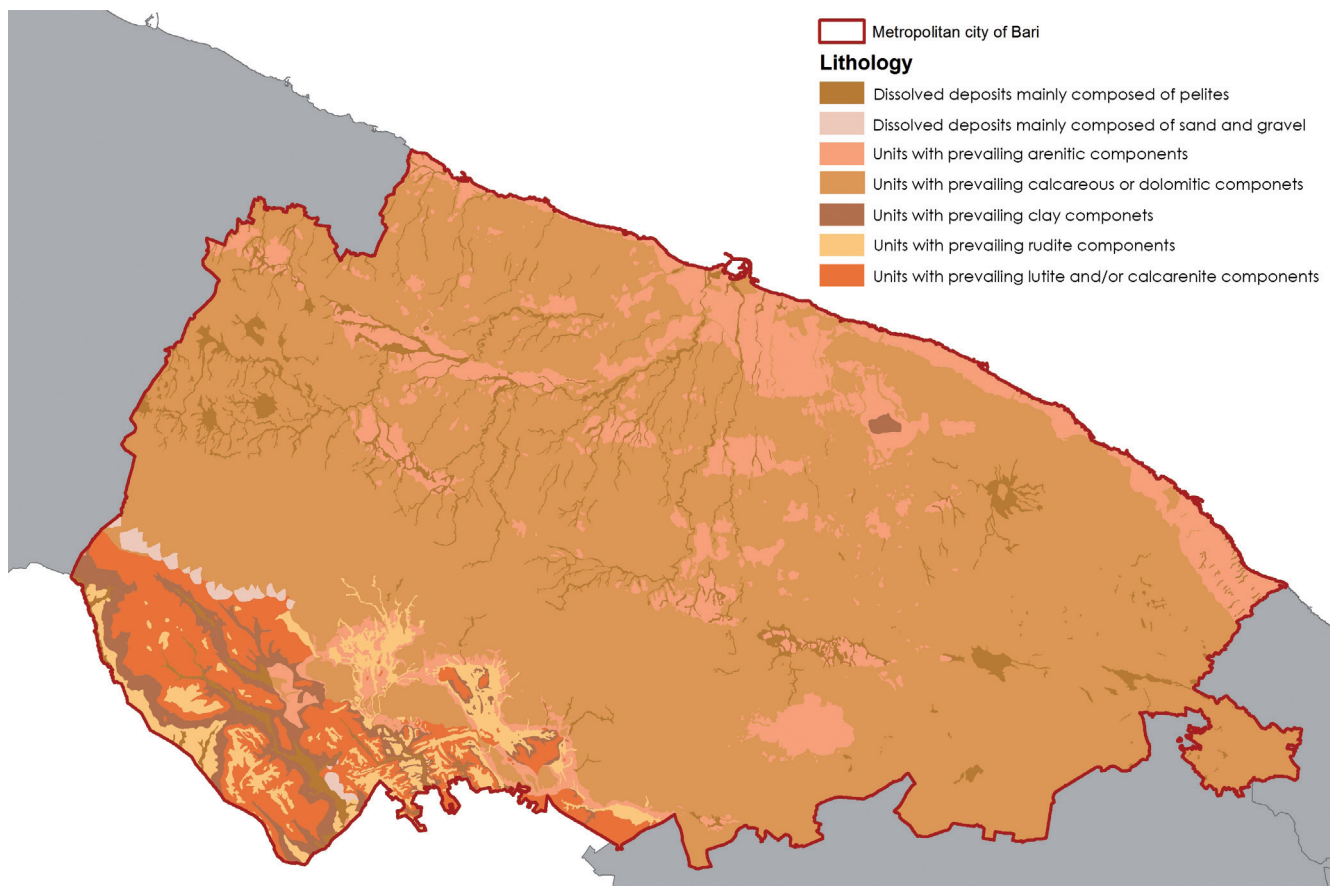 Metropolitan city of Bari
Lithology
Dissolved deposits mainly composed of pelites
Dissolved deposits mainly composed of sand and gravel
Units with prevailing arenitic components
Units with prevailing calcareous or dolomitic componets
Units with prevailing clay componets
Units with prevailing rudite components
Units with prevailing lutite and/or calcarenite components